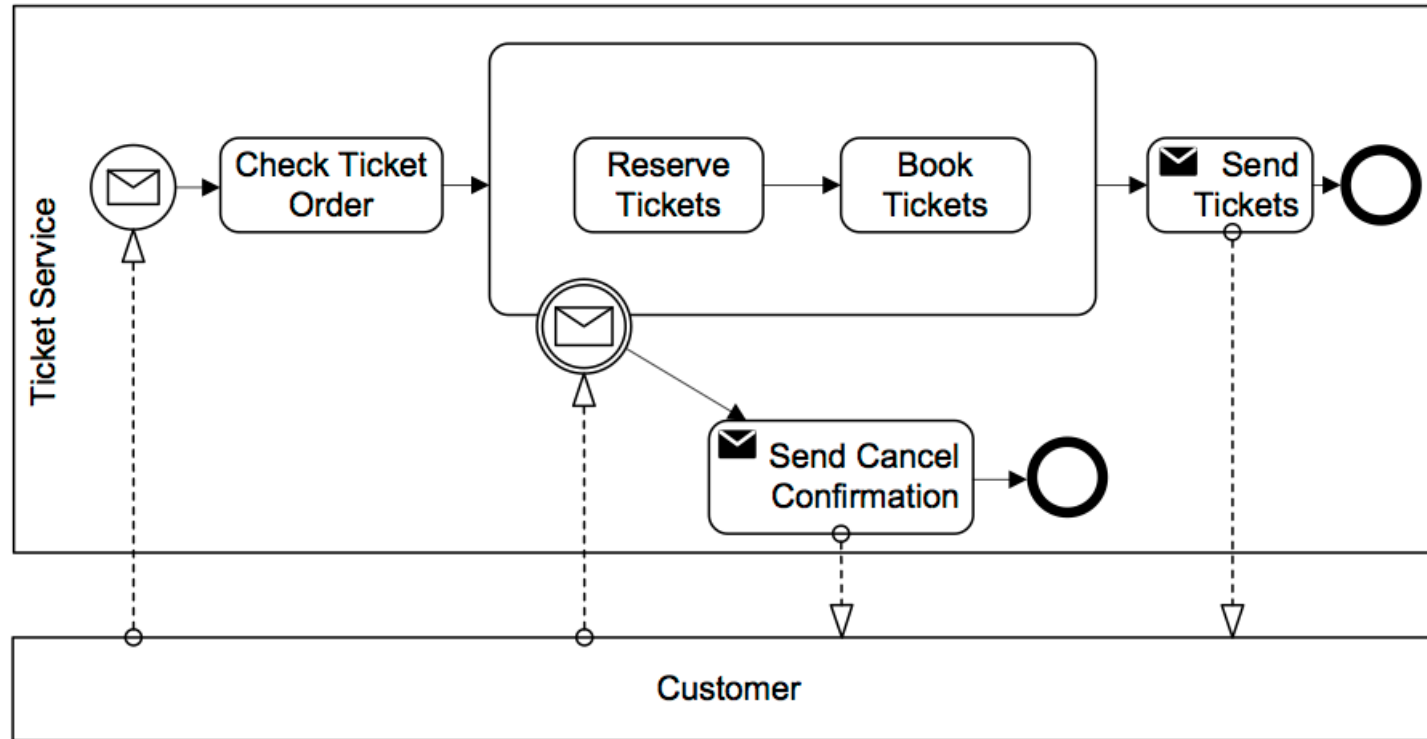 Ticket Service
Check Ticket
Order
Reserve
Tickets
Book
Tickets
Send
Tickets
Send Cancel
Confirmation
Customer